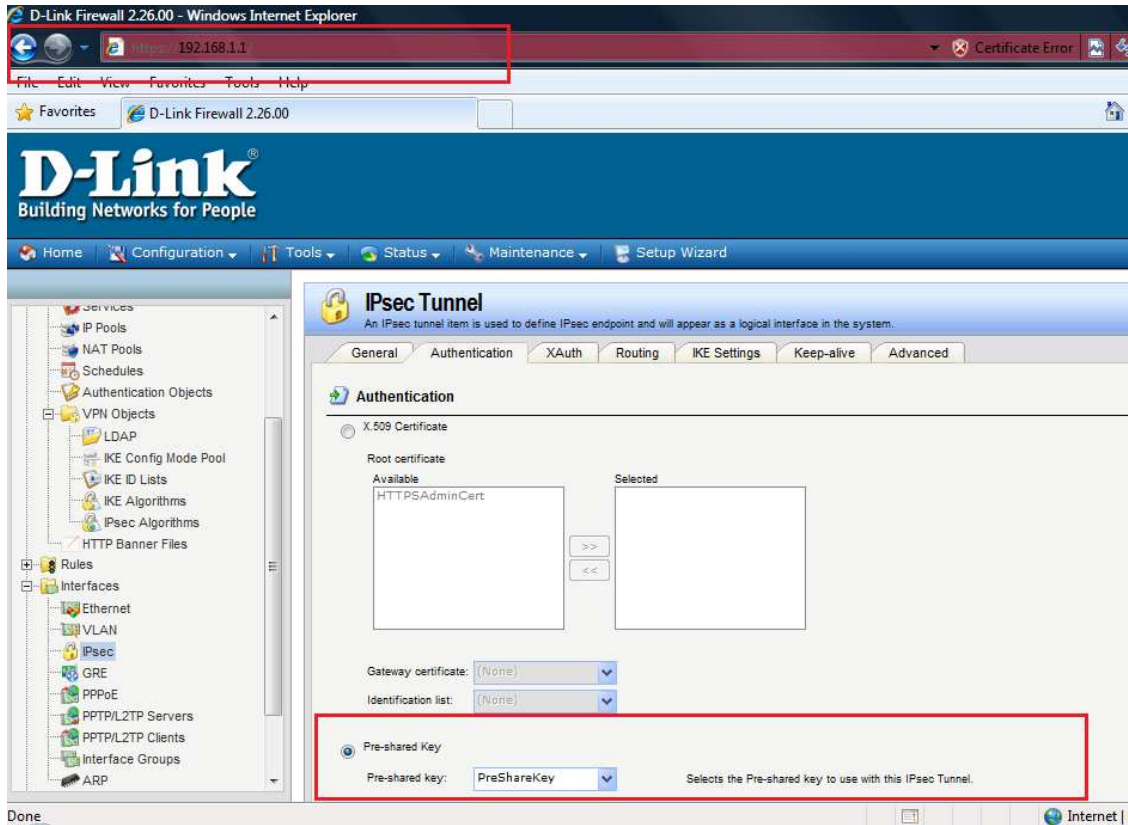 D-Link Firewall 2.26.00 - Windows Internet Explorer
https://192.168.1.1/
Certificate Error
File Edit View Favorites Tools Help
Favorites D-Link Firewall 2.26.00
D-Link®
Building Networks for People
Home Configuration Tools Status Maintenance Setup Wizard
Services
IP Pools
NAT Pools
Schedules
Authentication Objects
VPN Objects
LDAP
IKE Config Mode Pool
IKE ID Lists
IKE Algorithms
IPsec Algorithms
HTTP Banner Files
Rules
Interfaces
Ethernet
VLAN
IPsec
GRE
PPPoE
PPTP/L2TP Servers
PPTP/L2TP Clients
Interface Groups
ARP
IPsec Tunnel
An IPsec tunnel item is used to define IPsec endpoint and will appear as a logical interface in the system.
General Authentication XAuth Routing IKE Settings Keep-alive Advanced
Authentication
X.509 Certificate
Root certificate
Available Selected
HTTPSAdminCert
>>
<<
Gateway certificate: (None)
Identification list: (None)
Pre-shared Key
Pre-shared key: PreShareKey Selects the Pre-shared key to use with this IPsec Tunnel.
Done Internet |